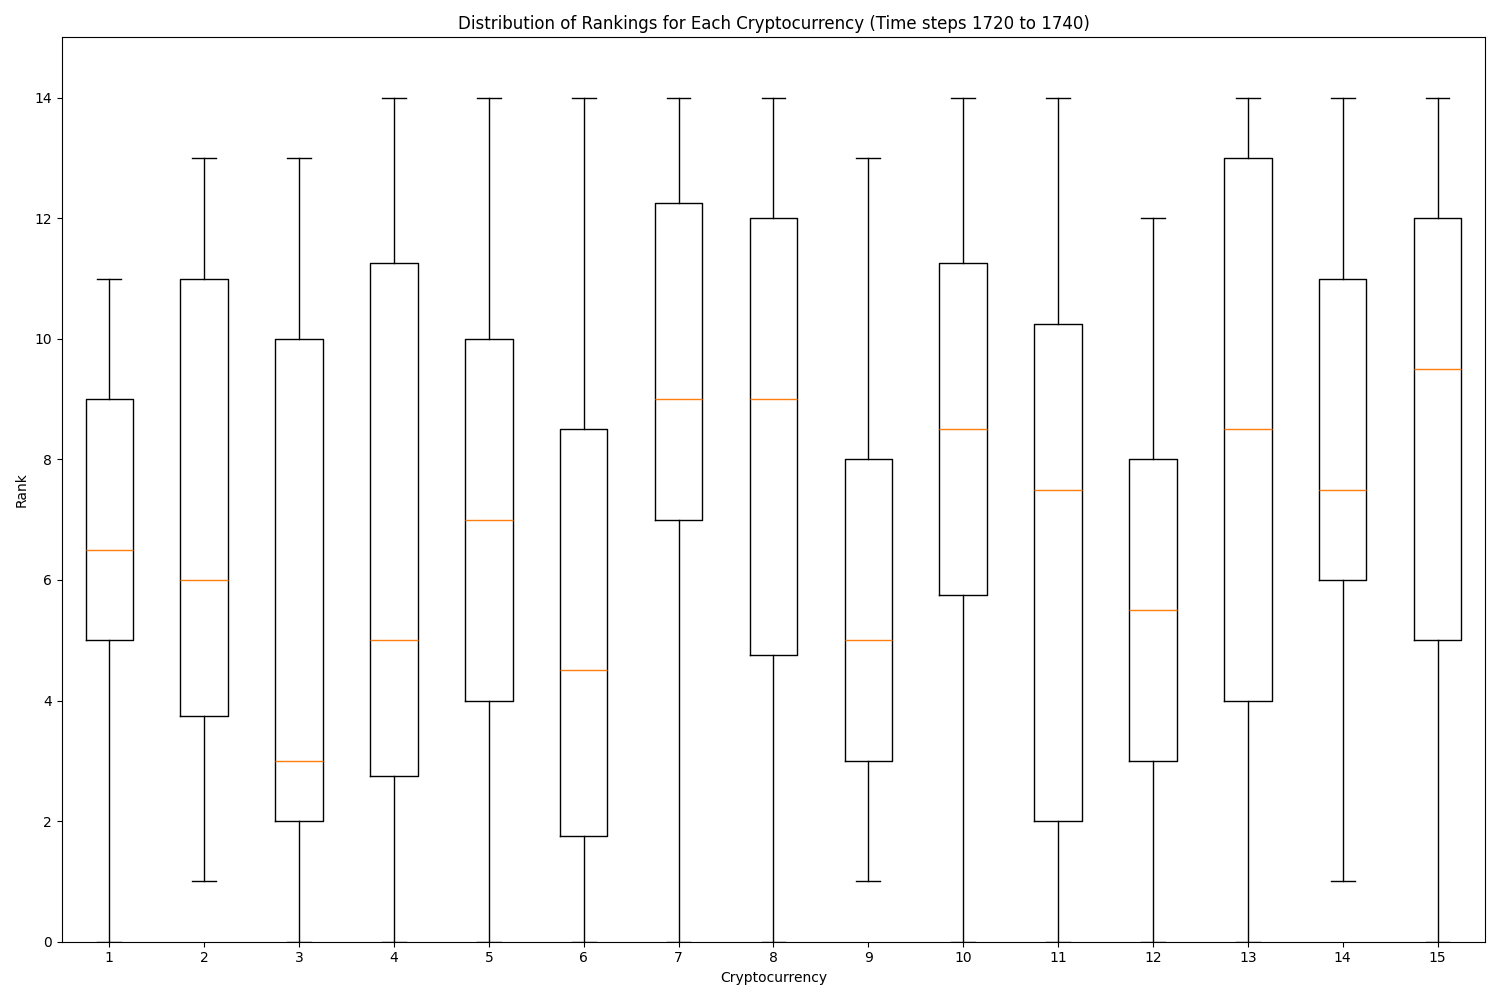 Distribution of Rankings for Each Cryptocurrency (Time steps 1720 to 1740)
Rank
14
12
10
8
6
4
2
0
1 2 3 4 5 6 7 8 9 10 11 12 13 14 15
Cryptocurrency